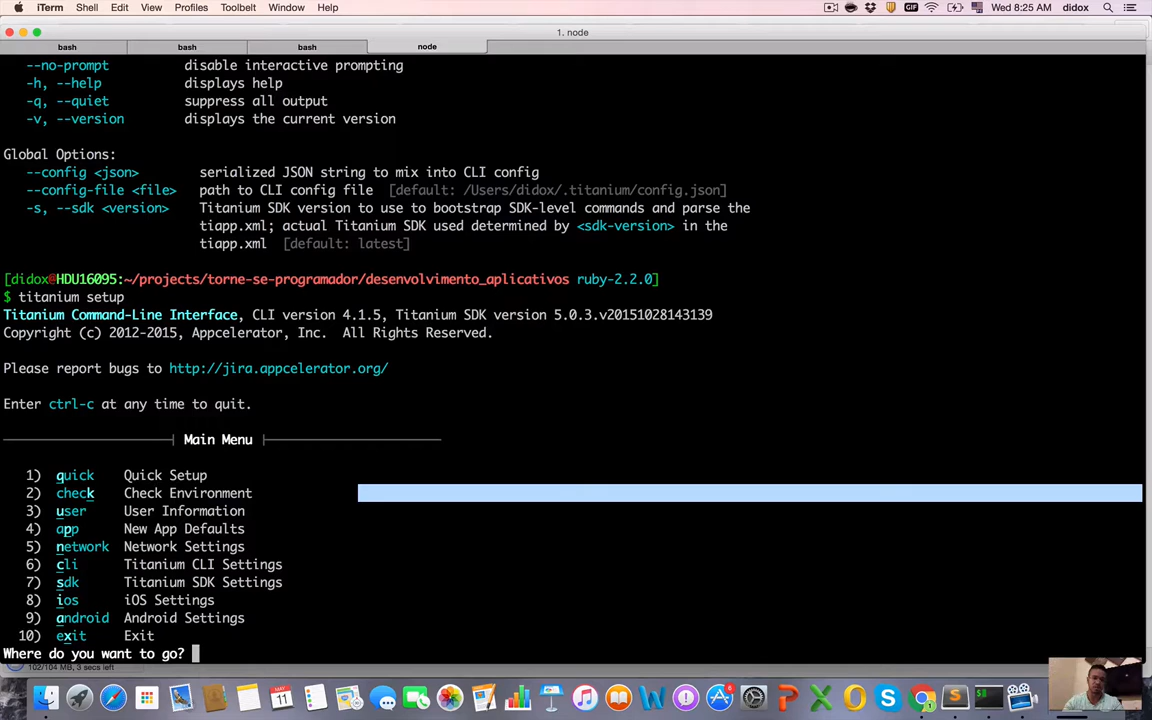 iTerm Shell Edit View Profiles Toolbelt Window Help GIF Wed 8:25 AM didox
1. node
bash bash bash node
--no-prompt disable interactive prompting
-h, --help displays help
-q, --quiet suppress all output
-v, --version displays the current version
Global Options:
--config <json> serialized JSON string to mix into CLI config
--config-file <file> path to CLI config file [default: /Users/didox/.titanium/config.json]
-s, --sdk <version> Titanium SDK version to use to bootstrap SDK-level commands and parse the
tiapp.xml; actual Titanium SDK used determined by <sdk-version> in the
tiapp.xml [default: latest]
[didox@HDU16095:~/projects/torne-se-programador/desenvolvimento_aplicativos ruby-2.2.0]
$ titanium setup
Titanium Command-Line Interface, CLI version 4.1.5, Titanium SDK version 5.0.3.v20151028143139
Copyright (c) 2012-2015, Appcelerator, Inc. All Rights Reserved.
Please report bugs to http://jira.appcelerator.org/
Enter ctrl-c at any time to quit.
Main Menu
1) quick Quick Setup
2) check Check Environment
3) user User Information
4) app New App Defaults
5) network Network Settings
6) cli Titanium CLI Settings
7) sdk Titanium SDK Settings
8) ios iOS Settings
9) android Android Settings
10) exit Exit
Where do you want to go?
102/104 MB, 3 secs left